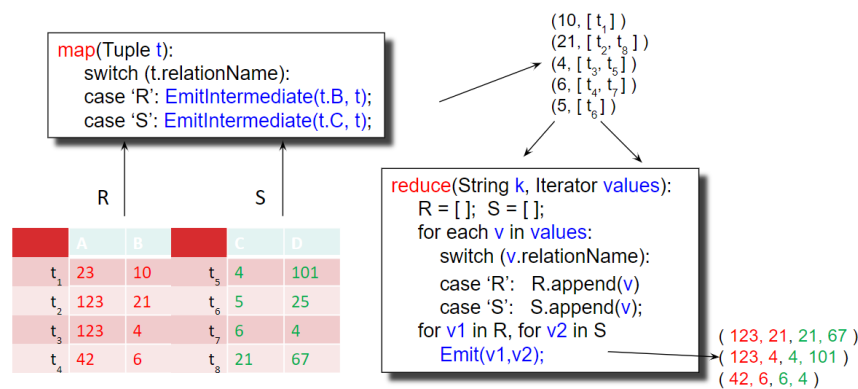 map(Tuple t):
switch (t.relationName):
case ‘R’: EmitIntermediate(t.B, t);
case ‘S’: EmitIntermediate(t.C, t);
(10, [ t1 ])
(21, [ t2, t8 ])
(4, [ t3, t5 ])
(6, [ t4, t7 ])
(5, [ t6 ])
R S
A B C D
t1 23 10 t5 4 101
t2 123 21 t6 5 25
t3 123 4 t7 6 4
t4 42 6 t8 21 67
reduce(String k, Iterator values):
R = [ ]; S = [ ];
for each v in values:
switch (v.relationName):
case ‘R’: R.append(v)
case ‘S’: S.append(v);
for v1 in R, for v2 in S
Emit(v1,v2);
( 123, 21, 21, 67 )
( 123, 4, 4, 101 )
( 42, 6, 6, 4 )